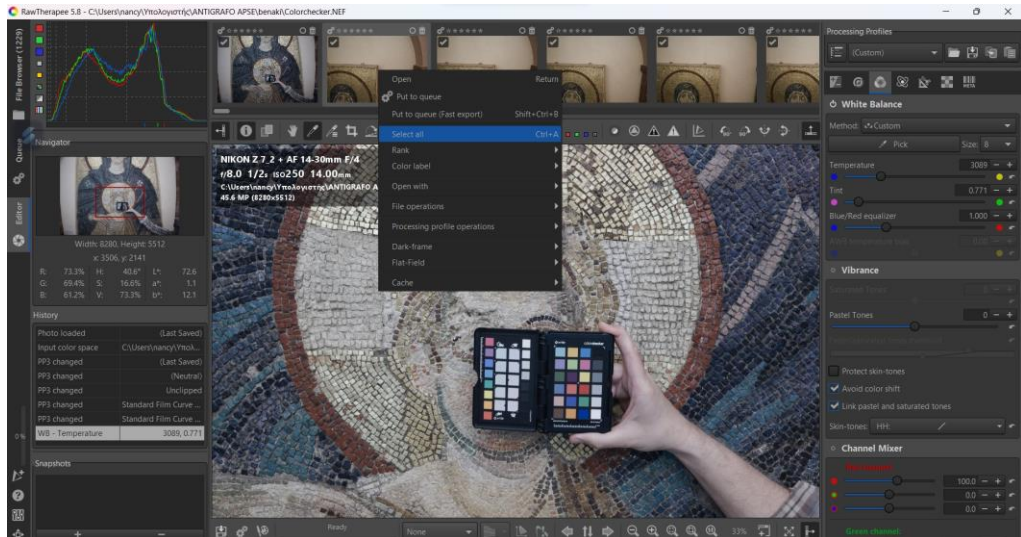 RawTherapee 5.8 - C:\Users\nancy\Υπολογιστής\ANTIGRAFO APSE\benaki\Colorchecker.NEF
File Browser (1229)
Queue
Editor
Navigator
Width: 8280, Height: 5512
x: 3506, y: 2141
R: 73.3% H: 40.6° L*: 72.6
G: 69.4% S: 16.6% a*: 1.1
B: 61.2% V: 73.3% b*: 12.1
History
Photo loaded (Last Saved)
Input color space C:\Users\nancy\Υπολ...
PP3 changed (Last Saved)
PP3 changed (Neutral)
PP3 changed Unclipped
PP3 changed Standard Film Curve ...
PP3 changed Standard Film Curve ...
WB - Temperature 3089, 0.771
Snapshots
NIKON Z 7_2 + AF 14-30mm F/4
f/8.0 1/2s ISO250 14.00mm
C:\Users\nancy\Υπολογιστής\ANTIGRAFO A
45.6 MP (8280x5512)
Open Return
Put to queue
Put to queue (Fast export) Shift+Ctrl+B
Select all Ctrl+A
Rank
Color label
Open with
File operations
Processing profile operations
Dark-frame
Flat-Field
Cache
Ready
None
33%
Processing Profiles
(Custom)
META
White Balance
Method: Custom
Pick Size: 8
Temperature 3089
Tint 0.771
Blue/Red equalizer 1.000
Vibrance
Saturated Tones 0
Pastel Tones 0
Protect skin-tones
Avoid color shift
Link pastel and saturated tones
Skin-tones: HH:
Channel Mixer
Red channel:
100.0
0.0
0.0
Green channel: